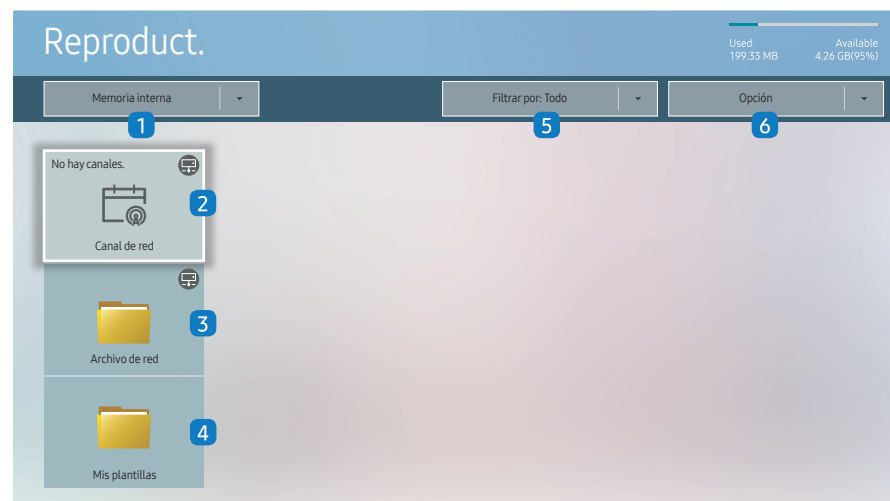 Reproduct.
Used Available
199.33 MB 4.26 GB(95%)
Memoria interna
Filtrar por: Todo
Opción
1
5
6
No hay canales.
2
Canal de red
3
Archivo de red
4
Mis plantillas